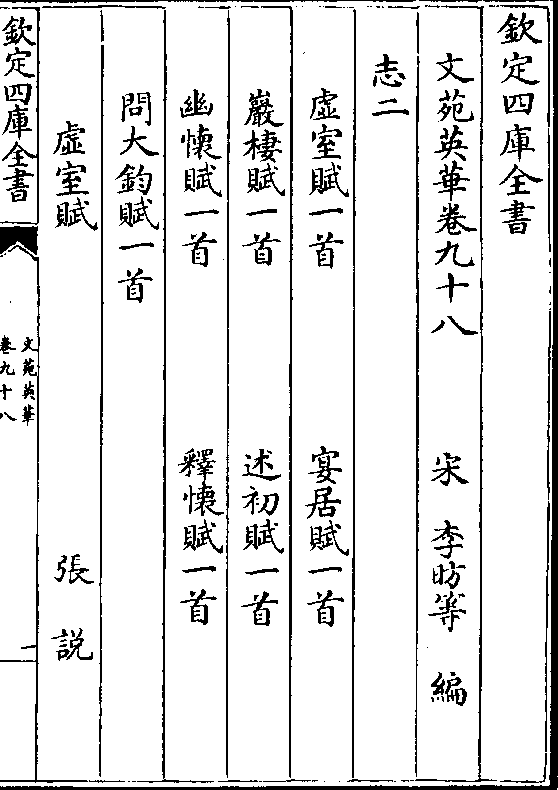 欽定四庫全書
文苑英華卷九十八
宋 李昉等 編
志二
虛室賦一首 宴居賦一首
巖棲賦一首 述初賦一首
幽懷賦一首 釋懷賦一首
問大鈞賦一首
虛室賦 張說
欽定四庫全書
文苑英華
卷九十八
一